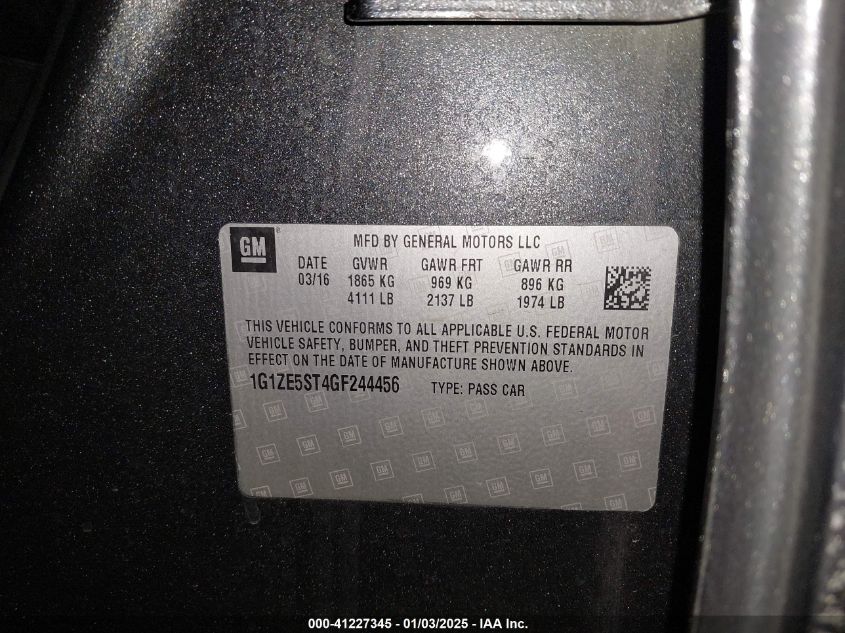 GM
MFD BY GENERAL MOTORS LLC
DATE GVWR GAWR FRT GAWR RR
03/16 1865 KG 969 KG 896 KG
4111 LB 2137 LB 1974 LB
THIS VEHICLE CONFORMS TO ALL APPLICABLE U.S. FEDERAL MOTOR
VEHICLE SAFETY, BUMPER, AND THEFT PREVENTION STANDARDS IN
EFFECT ON THE DATE OF MANUFACTURE SHOWN ABOVE.
1G1ZE5ST4GF244456 TYPE: PASS CAR
000-41227345 — 01/03/2025 — IAA Inc.